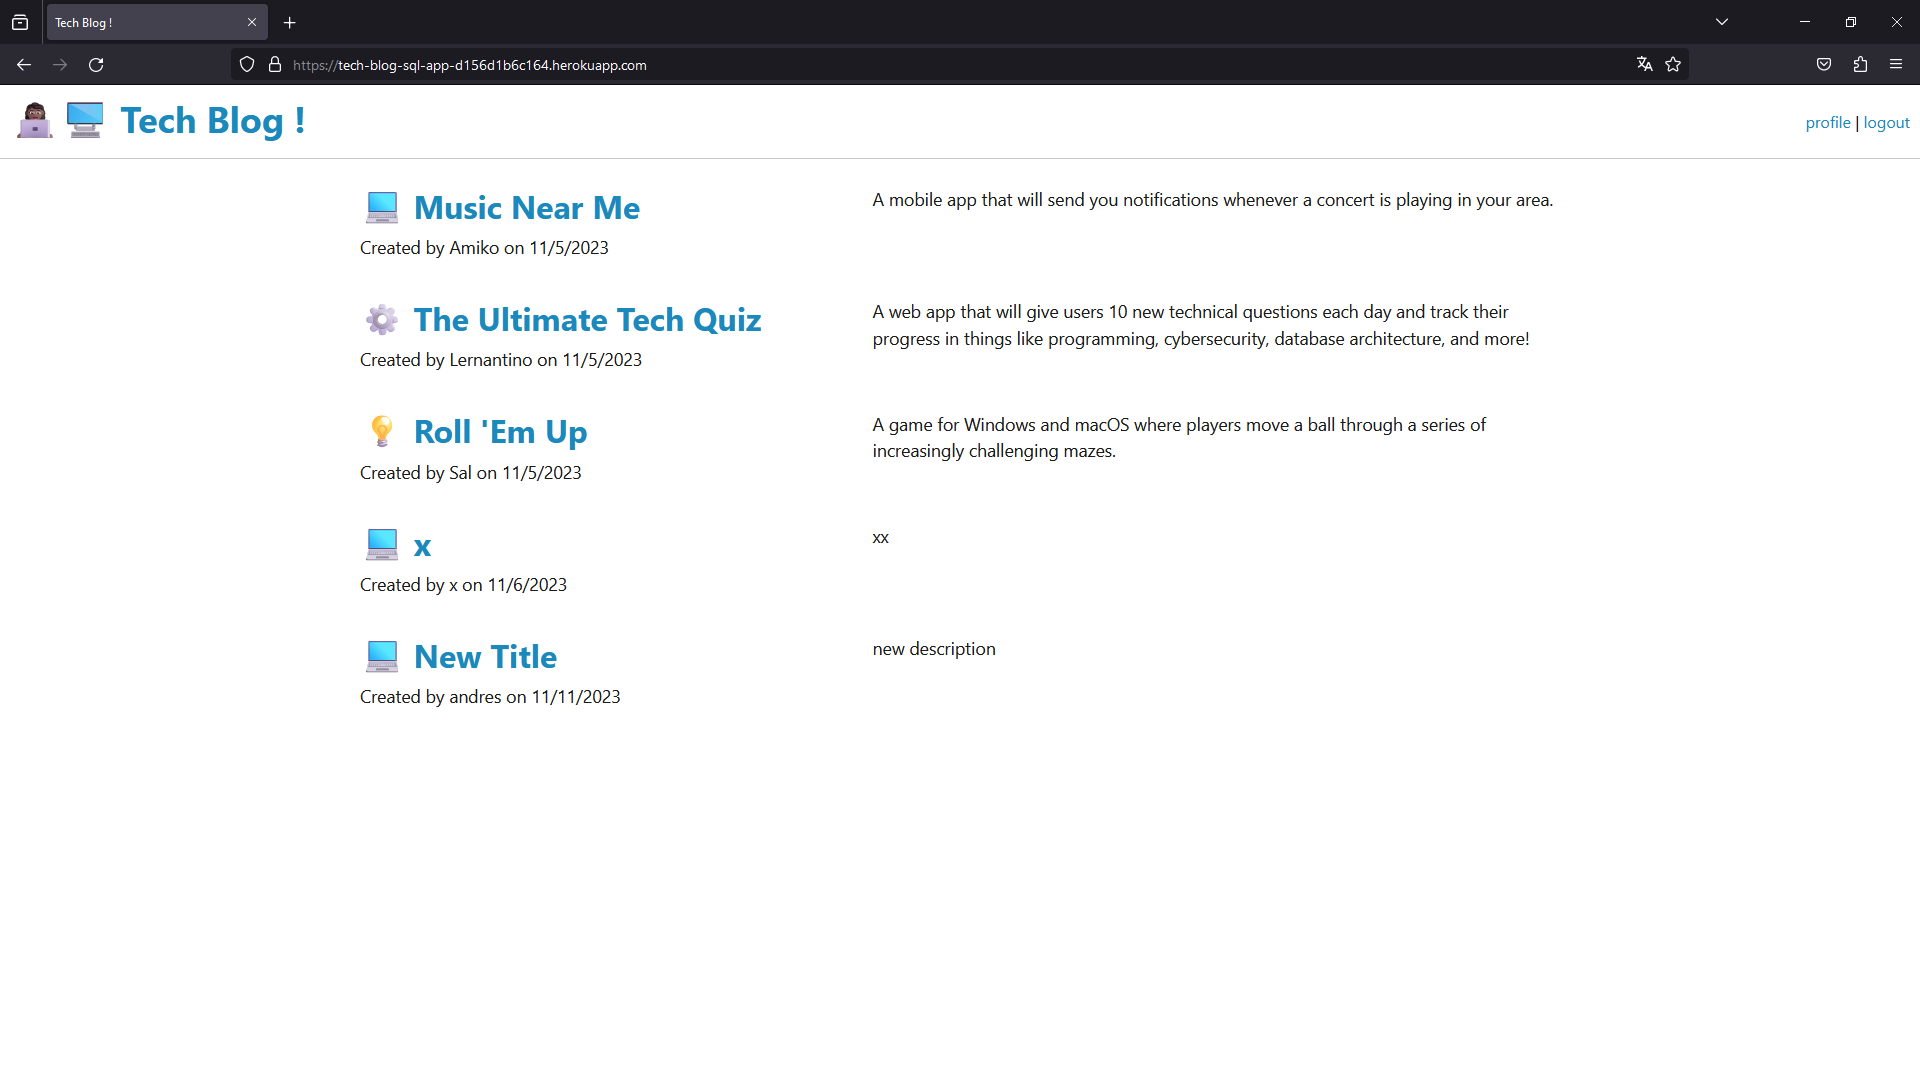 Tech Blog !
https://tech-blog-sql-app-d156d1b6c164.herokuapp.com
Tech Blog !
profile | logout
Music Near Me
Created by Amiko on 11/5/2023
A mobile app that will send you notifications whenever a concert is playing in your area.
The Ultimate Tech Quiz
Created by Lernantino on 11/5/2023
A web app that will give users 10 new technical questions each day and track their
progress in things like programming, cybersecurity, database architecture, and more!
Roll 'Em Up
Created by Sal on 11/5/2023
A game for Windows and macOS where players move a ball through a series of
increasingly challenging mazes.
x
Created by x on 11/6/2023
xx
New Title
Created by andres on 11/11/2023
new description